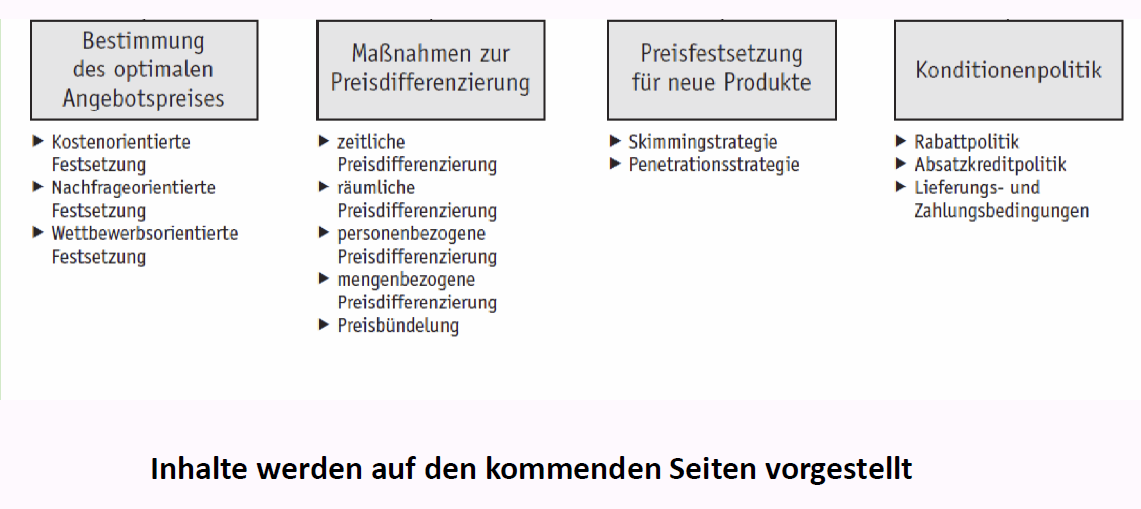 Bestimmung
des optimalen
Angebotspreises
► Kostenorientierte
Festsetzung
► Nachfrageorientierte
Festsetzung
► Wettbewerbsorientierte
Festsetzung
Maßnahmen zur
Preisdifferenzierung
► zeitliche
Preisdifferenzierung
► räumliche
Preisdifferenzierung
► personenbezogene
Preisdifferenzierung
► mengenbezogene
Preisdifferenzierung
► Preisbündelung
Preisfestsetzung
für neue Produkte
► Skimmingstrategie
► Penetrationsstrategie
Konditionenpolitik
► Rabattpolitik
► Absatzkreditpolitik
► Lieferungs- und
Zahlungsbedingungen
Inhalte werden auf den kommenden Seiten vorgestellt